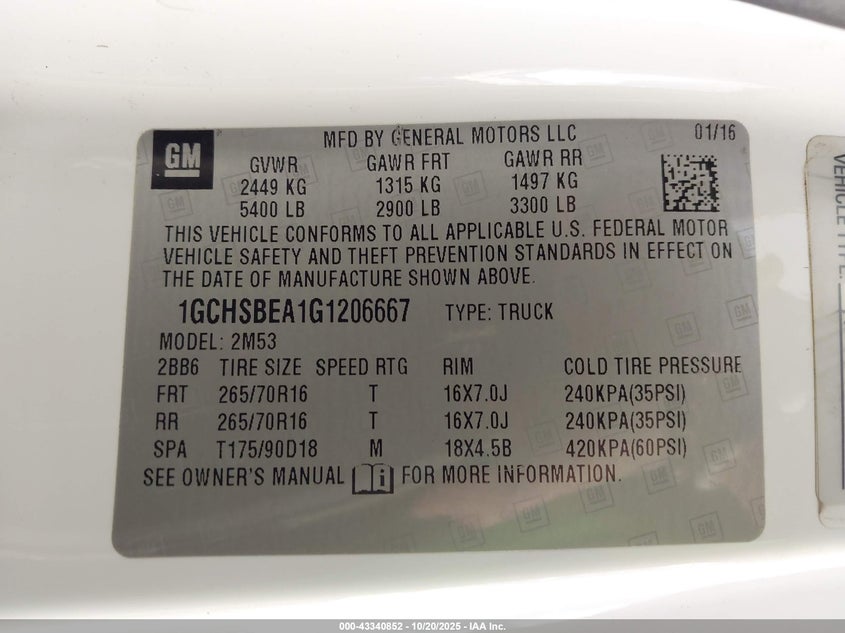 GM
MFD BY GENERAL MOTORS LLC 01/16
GVWR GAWR FRT GAWR RR
2449 KG 1315 KG 1497 KG
5400 LB 2900 LB 3300 LB
THIS VEHICLE CONFORMS TO ALL APPLICABLE U.S. FEDERAL MOTOR
VEHICLE SAFETY AND THEFT PREVENTION STANDARDS IN EFFECT ON
THE DATE OF MANUFACTURE SHOWN ABOVE.
1GCHSBEA1G1206667 TYPE: TRUCK
MODEL: 2M53
2BB6 TIRE SIZE SPEED RTG RIM COLD TIRE PRESSURE
FRT 265/70R16 T 16X7.0J 240KPA(35PSI)
RR 265/70R16 T 16X7.0J 240KPA(35PSI)
SPA T175/90D18 M 18X4.5B 420KPA(60PSI)
SEE OWNER'S MANUAL i FOR MORE INFORMATION.
VEHICLE TYPE:
000-43340852 - 10/20/2025 - IAA Inc.